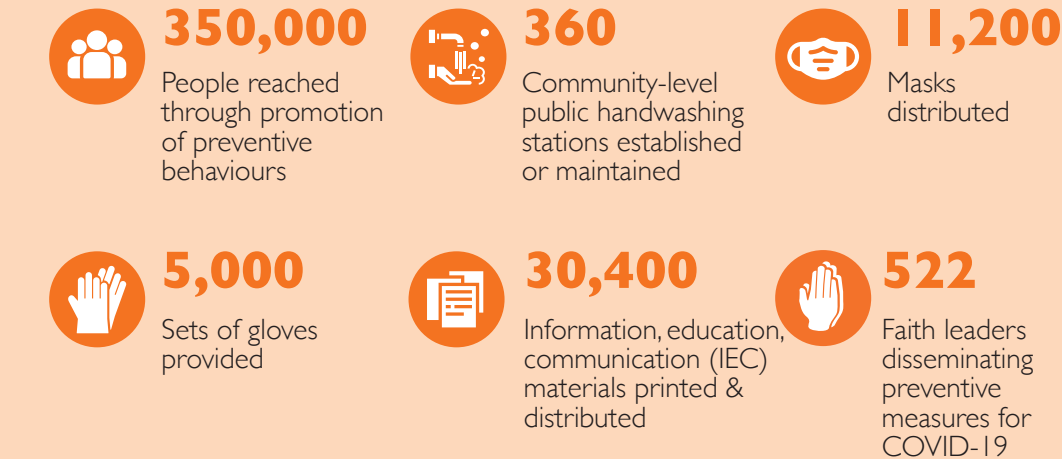 350,000
People reached
through promotion
of preventive
behaviours
360
Community-level
public handwashing
stations established
or maintained
11,200
Masks
distributed
5,000
Sets of gloves
provided
30,400
Information, education,
communication (IEC)
materials printed &
distributed
522
Faith leaders
disseminating
preventive
measures for
COVID-19